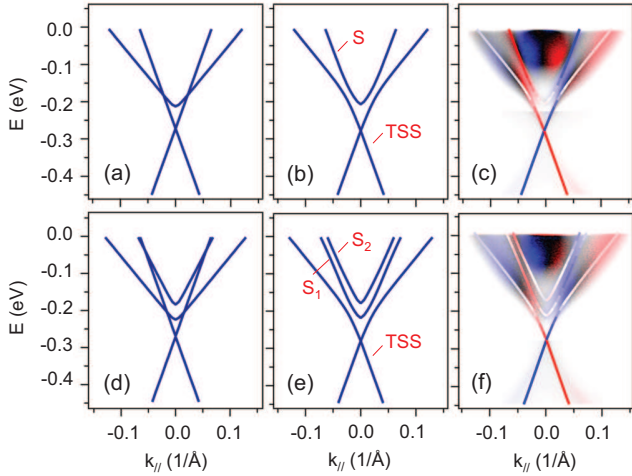 E (eV)
0.0
-0.1
-0.2
-0.3
-0.4
(a)
S
TSS
(b)
(c)
E (eV)
0.0
-0.1
-0.2
-0.3
-0.4
(d)
S2
S1
TSS
(e)
(f)
-0.1 0.0 0.1
-0.1 0.0 0.1
-0.1 0.0 0.1
k// (1/Å)
k// (1/Å)
k// (1/Å)